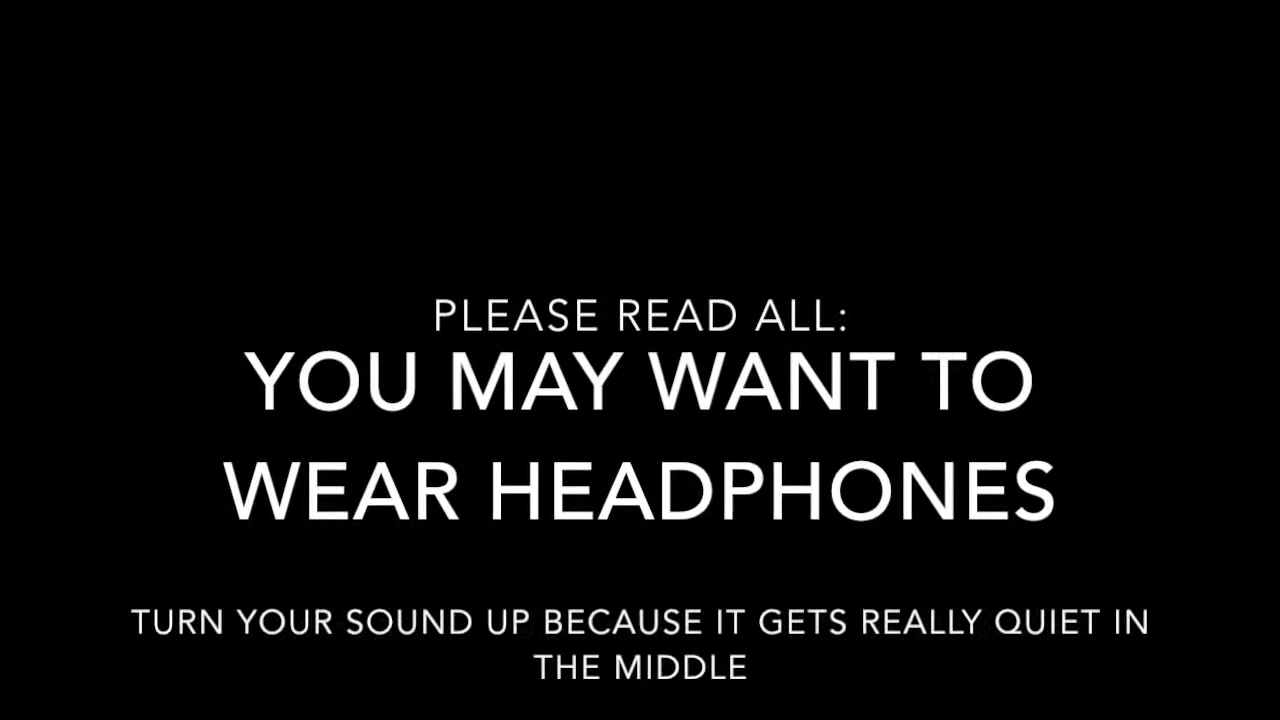 PLEASE READ ALL:
YOU MAY WANT TO
WEAR HEADPHONES
TURN YOUR SOUND UP BECAUSE IT GETS REALLY QUIET IN
THE MIDDLE